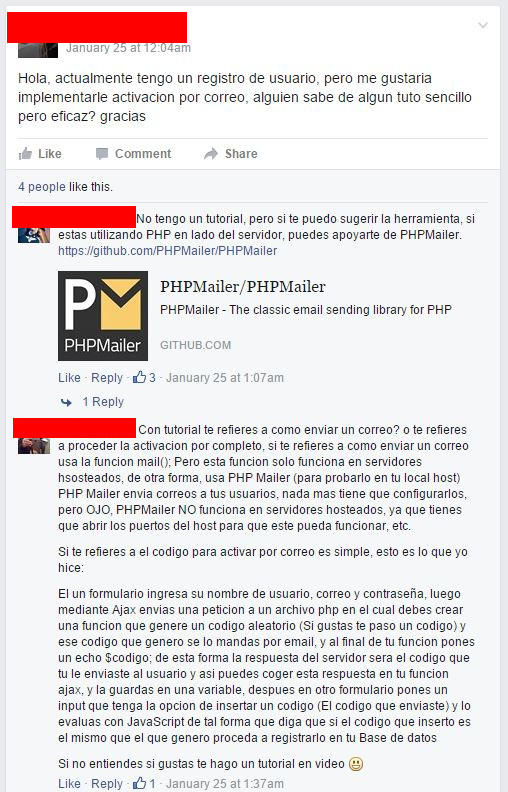 January 25 at 12:04am
Hola, actualmente tengo un registro de usuario, pero me gustaria
implementarle activacion por correo, alguien sabe de algun tuto sencillo
pero eficaz? gracias
Like Comment Share
4 people like this.
No tengo un tutorial, pero si te puedo sugerir la herramienta, si
estas utilizando PHP en lado del servidor, puedes apoyarte de PHPMailer.
https://github.com/PHPMailer/PHPMailer
PM
PHPMailer
PHPMailer/PHPMailer
PHPMailer - The classic email sending library for PHP
GITHUB.COM
Like · Reply · 3 · January 25 at 1:07am
1 Reply
Con tutorial te refieres a como enviar un correo? o te refieres
a proceder la activacion por completo, si te refieres a como enviar un correo
usa la funcion mail(); Pero esta funcion solo funciona en servidores
hsosteados, de otra forma, usa PHP Mailer (para probarlo en tu local host)
PHP Mailer envia correos a tus usuarios, nada mas tiene que configurarlos,
pero OJO, PHPMailer NO funciona en servidores hosteados, ya que tienes
que abrir los puertos del host para que este pueda funcionar, etc.
Si te refieres a el codigo para activar por correo es simple, esto es lo que yo
hice:
El un formulario ingresa su nombre de usuario, correo y contraseña, luego
mediante Ajax envias una peticion a un archivo php en el cual debes crear
una funcion que genere un codigo aleatorio (Si gustas te paso un codigo) y
ese codigo que genero se lo mandas por email, y al final de tu funcion pones
un echo $codigo; de esta forma la respuesta del servidor sera el codigo que
tu le enviaste al usuario y asi puedes coger esta respuesta en tu funcion
ajax, y la guardas en una variable, despues en otro formulario pones un
input que tenga la opcion de insertar un codigo (El codigo que enviaste) y lo
evaluas con JavaScript de tal forma que diga que si el codigo que inserto es
el mismo que el que genero proceda a registrarlo en tu Base de datos
Si no entiendes si gustas te hago un tutorial en video 😃
Like · Reply · 1 · January 25 at 1:37am